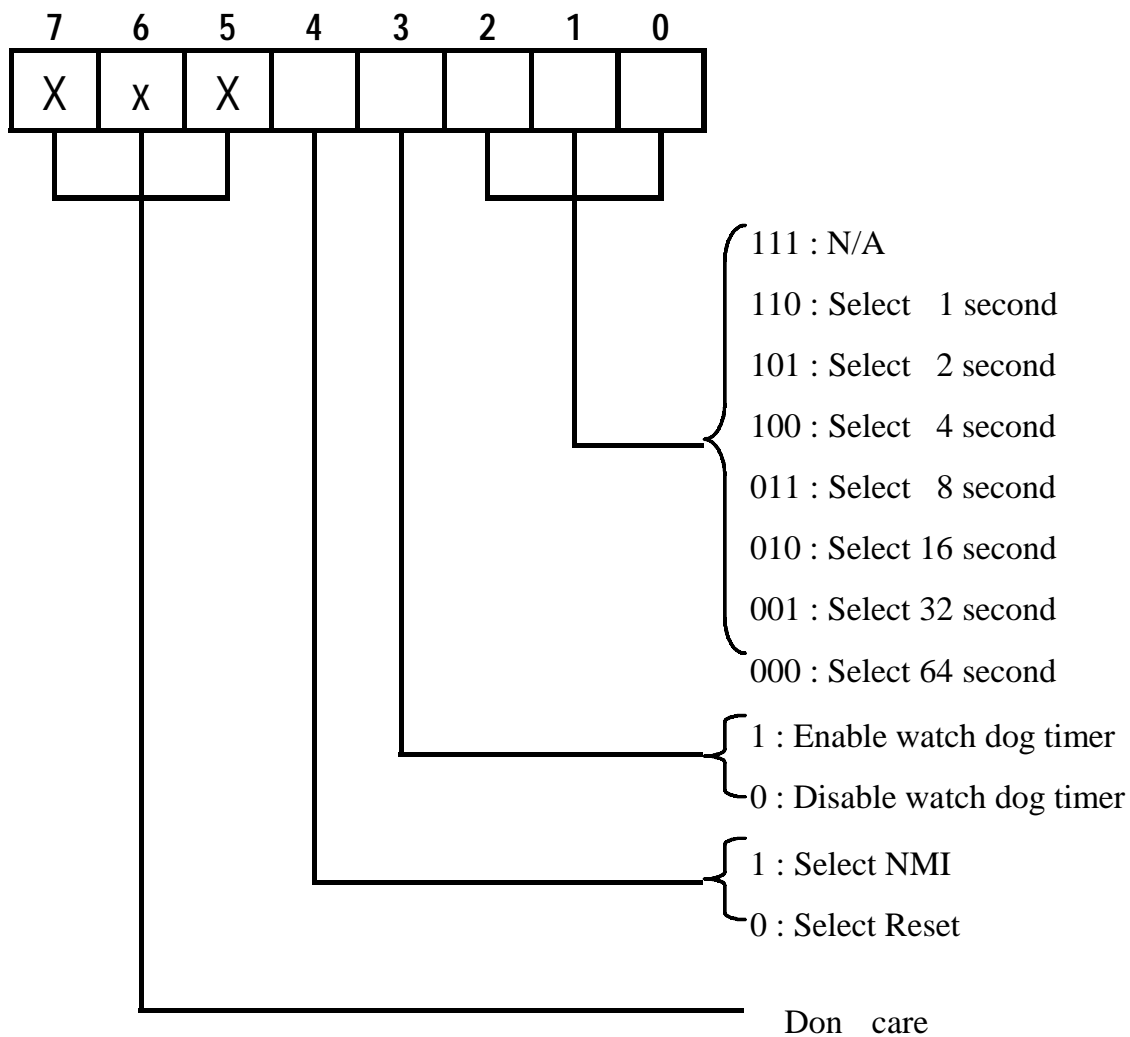 7 6 5 4 3 2 1 0
X x X
111 : N/A
110 : Select 1 second
101 : Select 2 second
100 : Select 4 second
011 : Select 8 second
010 : Select 16 second
001 : Select 32 second
000 : Select 64 second
1 : Enable watch dog timer
0 : Disable watch dog timer
1 : Select NMI
0 : Select Reset
Don care